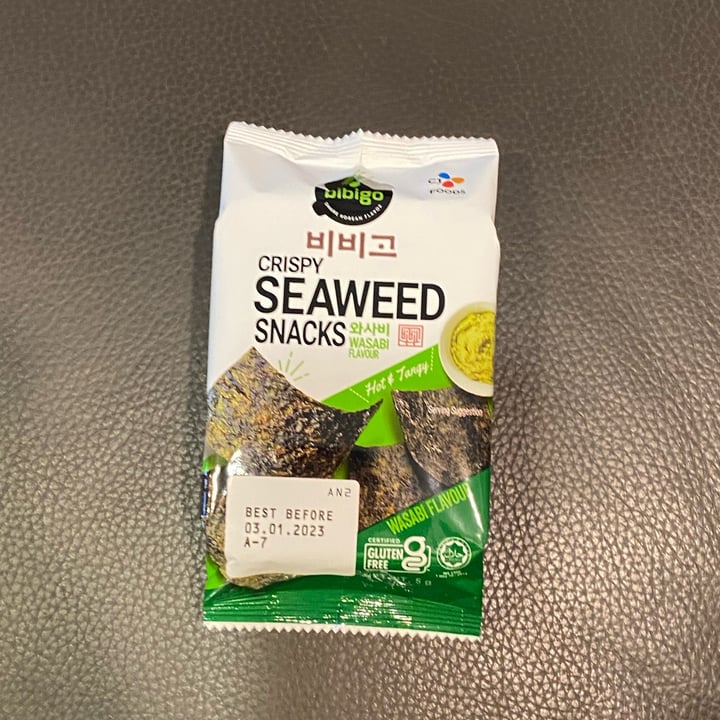 bibigo
CJ
FOODS
비비고
CRISPY
SEAWEED
SNACKS
와사비
WASABI
FLAVOUR
Hot & Tangy!
Serving Suggestion
AN2
BEST BEFORE
03.01.2023
A-7
WASABI FLAVOUR
CERTIFIED
GLUTEN
FREE